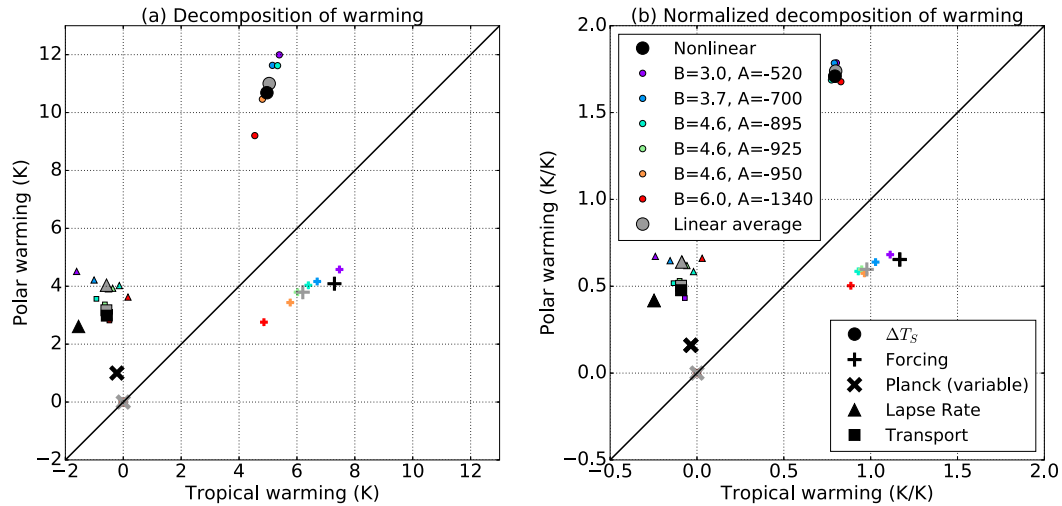 (a) Decomposition of warming
12
10
8
6
4
2
0
−2
−2
0
2
4
6
8
10
12
Polar warming (K)
Tropical warming (K)
(b) Normalized decomposition of warming
2.0
1.5
1.0
0.5
0.0
−0.5
−0.5
0.0
0.5
1.0
1.5
2.0
Polar warming (K/K)
Tropical warming (K/K)
Nonlinear
B=3.0, A=-520
B=3.7, A=-700
B=4.6, A=-895
B=4.6, A=-925
B=4.6, A=-950
B=6.0, A=-1340
Linear average
ΔT_S
Forcing
Planck (variable)
Lapse Rate
Transport